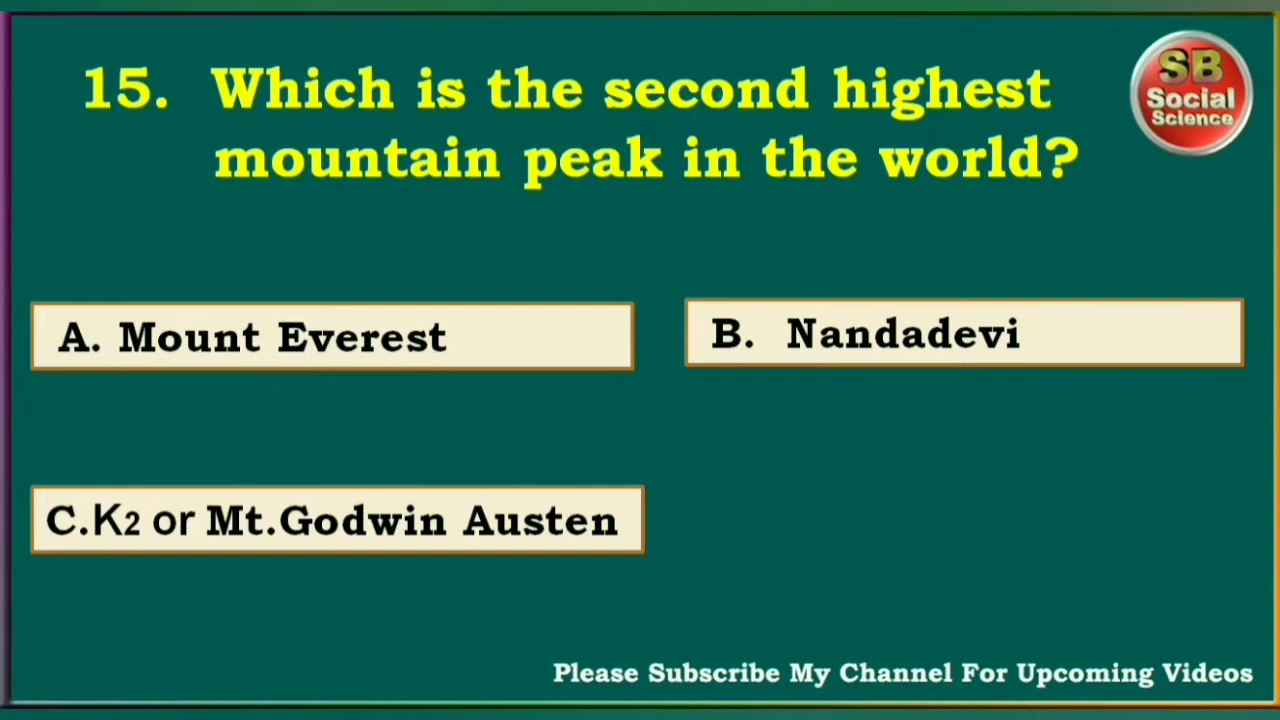 15. Which is the second highest
mountain peak in the world?
SB
Social
Science
A. Mount Everest
B. Nandadevi
C.K2 or Mt.Godwin Austen
Please Subscribe My Channel For Upcoming Videos